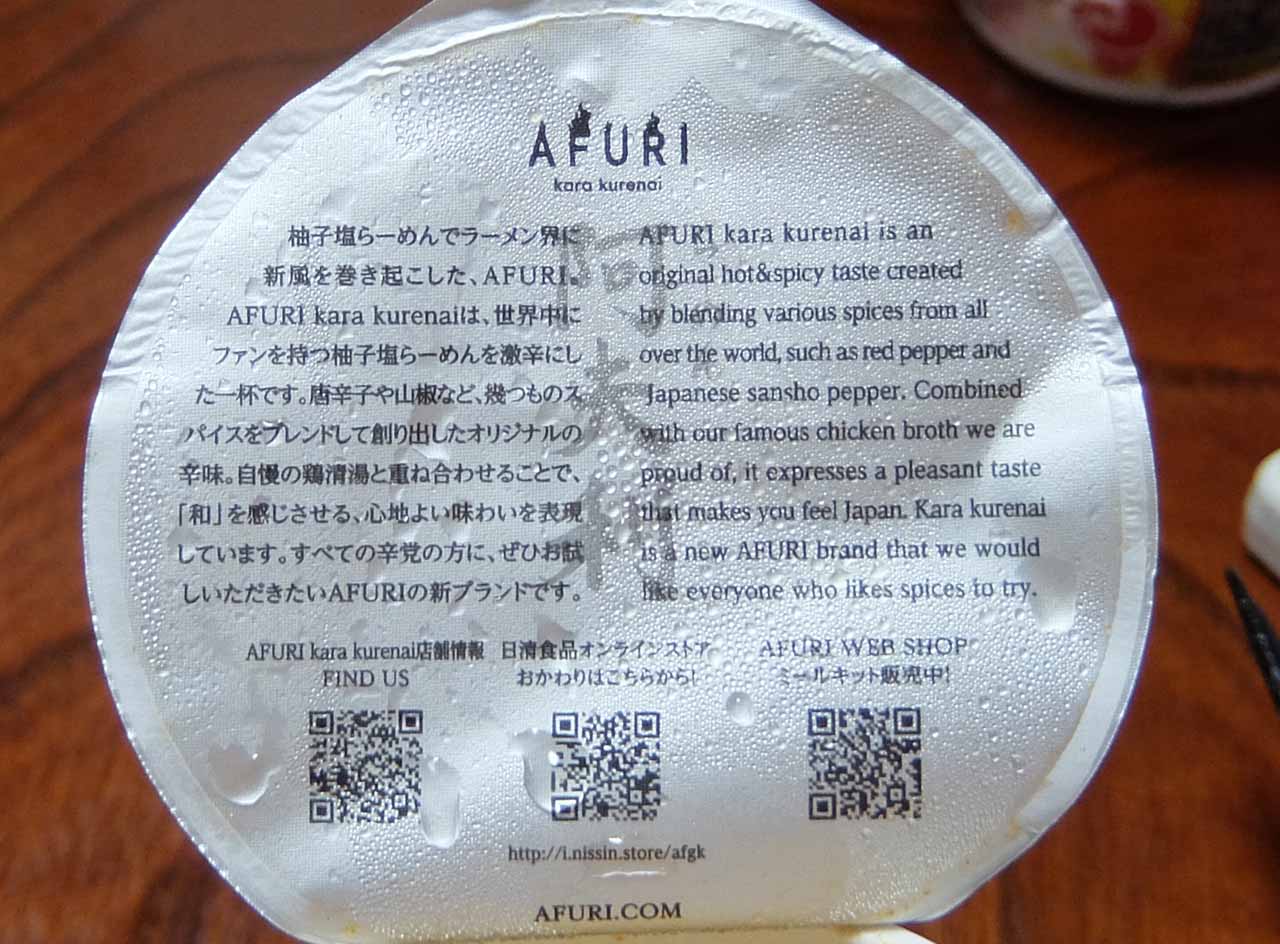 AFURI
kara kurenai
柚子塩らーめんでラーメン界に
新風を巻き起こした、AFURI。
AFURI kara kurenaiは、世界中に
ファンを持つ柚子塩らーめんを激辛にし
た一杯です。唐辛子や山椒など、幾つものス
パイスをブレンドして創り出したオリジナルの
辛味。自慢の鶏清湯と重ね合わせることで、
「和」を感じさせる、心地よい味わいを表現
しています。すべての辛党の方に、ぜひお試
しいただきたいAFURIの新ブランドです。
AFURI kara kurenai is an
original hot&spicy taste created
by blending various spices from all
over the world, such as red pepper and
Japanese sansho pepper. Combined
with our famous chicken broth we are
proud of, it expresses a pleasant taste
that makes you feel Japan. Kara kurenai
is a new AFURI brand that we would
like everyone who likes spices to try.
AFURI kara kurenai店舗情報
FIND US
日清食品オンラインストア
おかわりはこちらから!
AFURI WEB SHOP
ミールキット販売中!
http://i.nissin.store/afgk
AFURI.COM